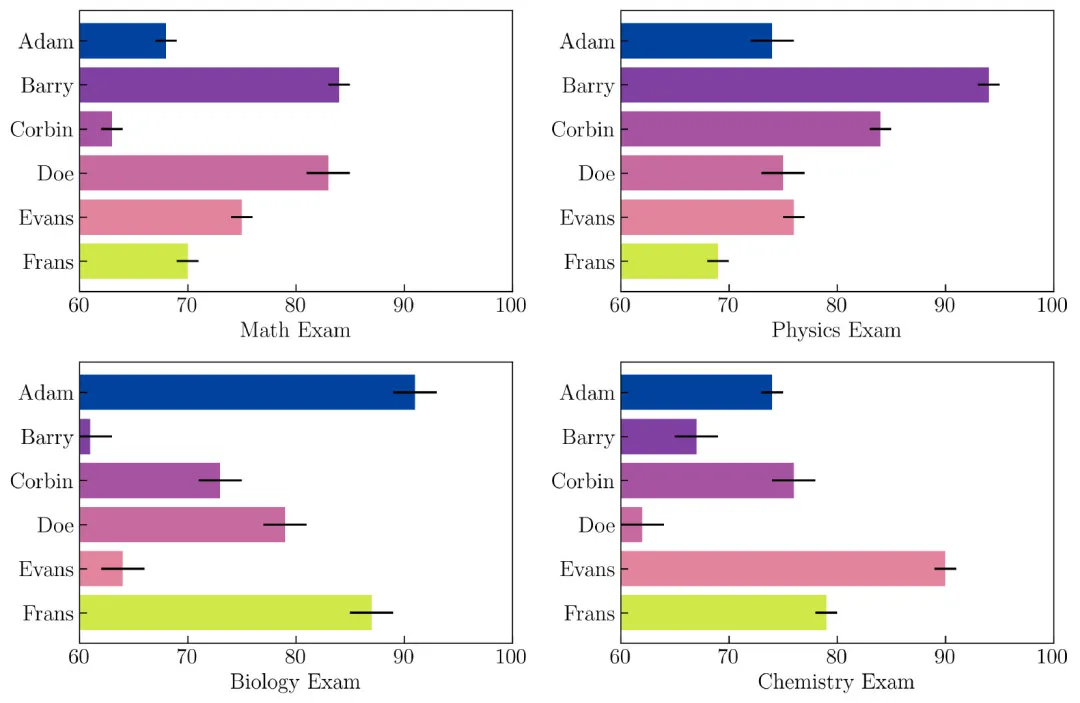 Adam
Barry
Corbin
Doe
Evans
Frans
60 70 80 90 100
Math Exam
Adam
Barry
Corbin
Doe
Evans
Frans
60 70 80 90 100
Physics Exam
Adam
Barry
Corbin
Doe
Evans
Frans
60 70 80 90 100
Biology Exam
Adam
Barry
Corbin
Doe
Evans
Frans
60 70 80 90 100
Chemistry Exam